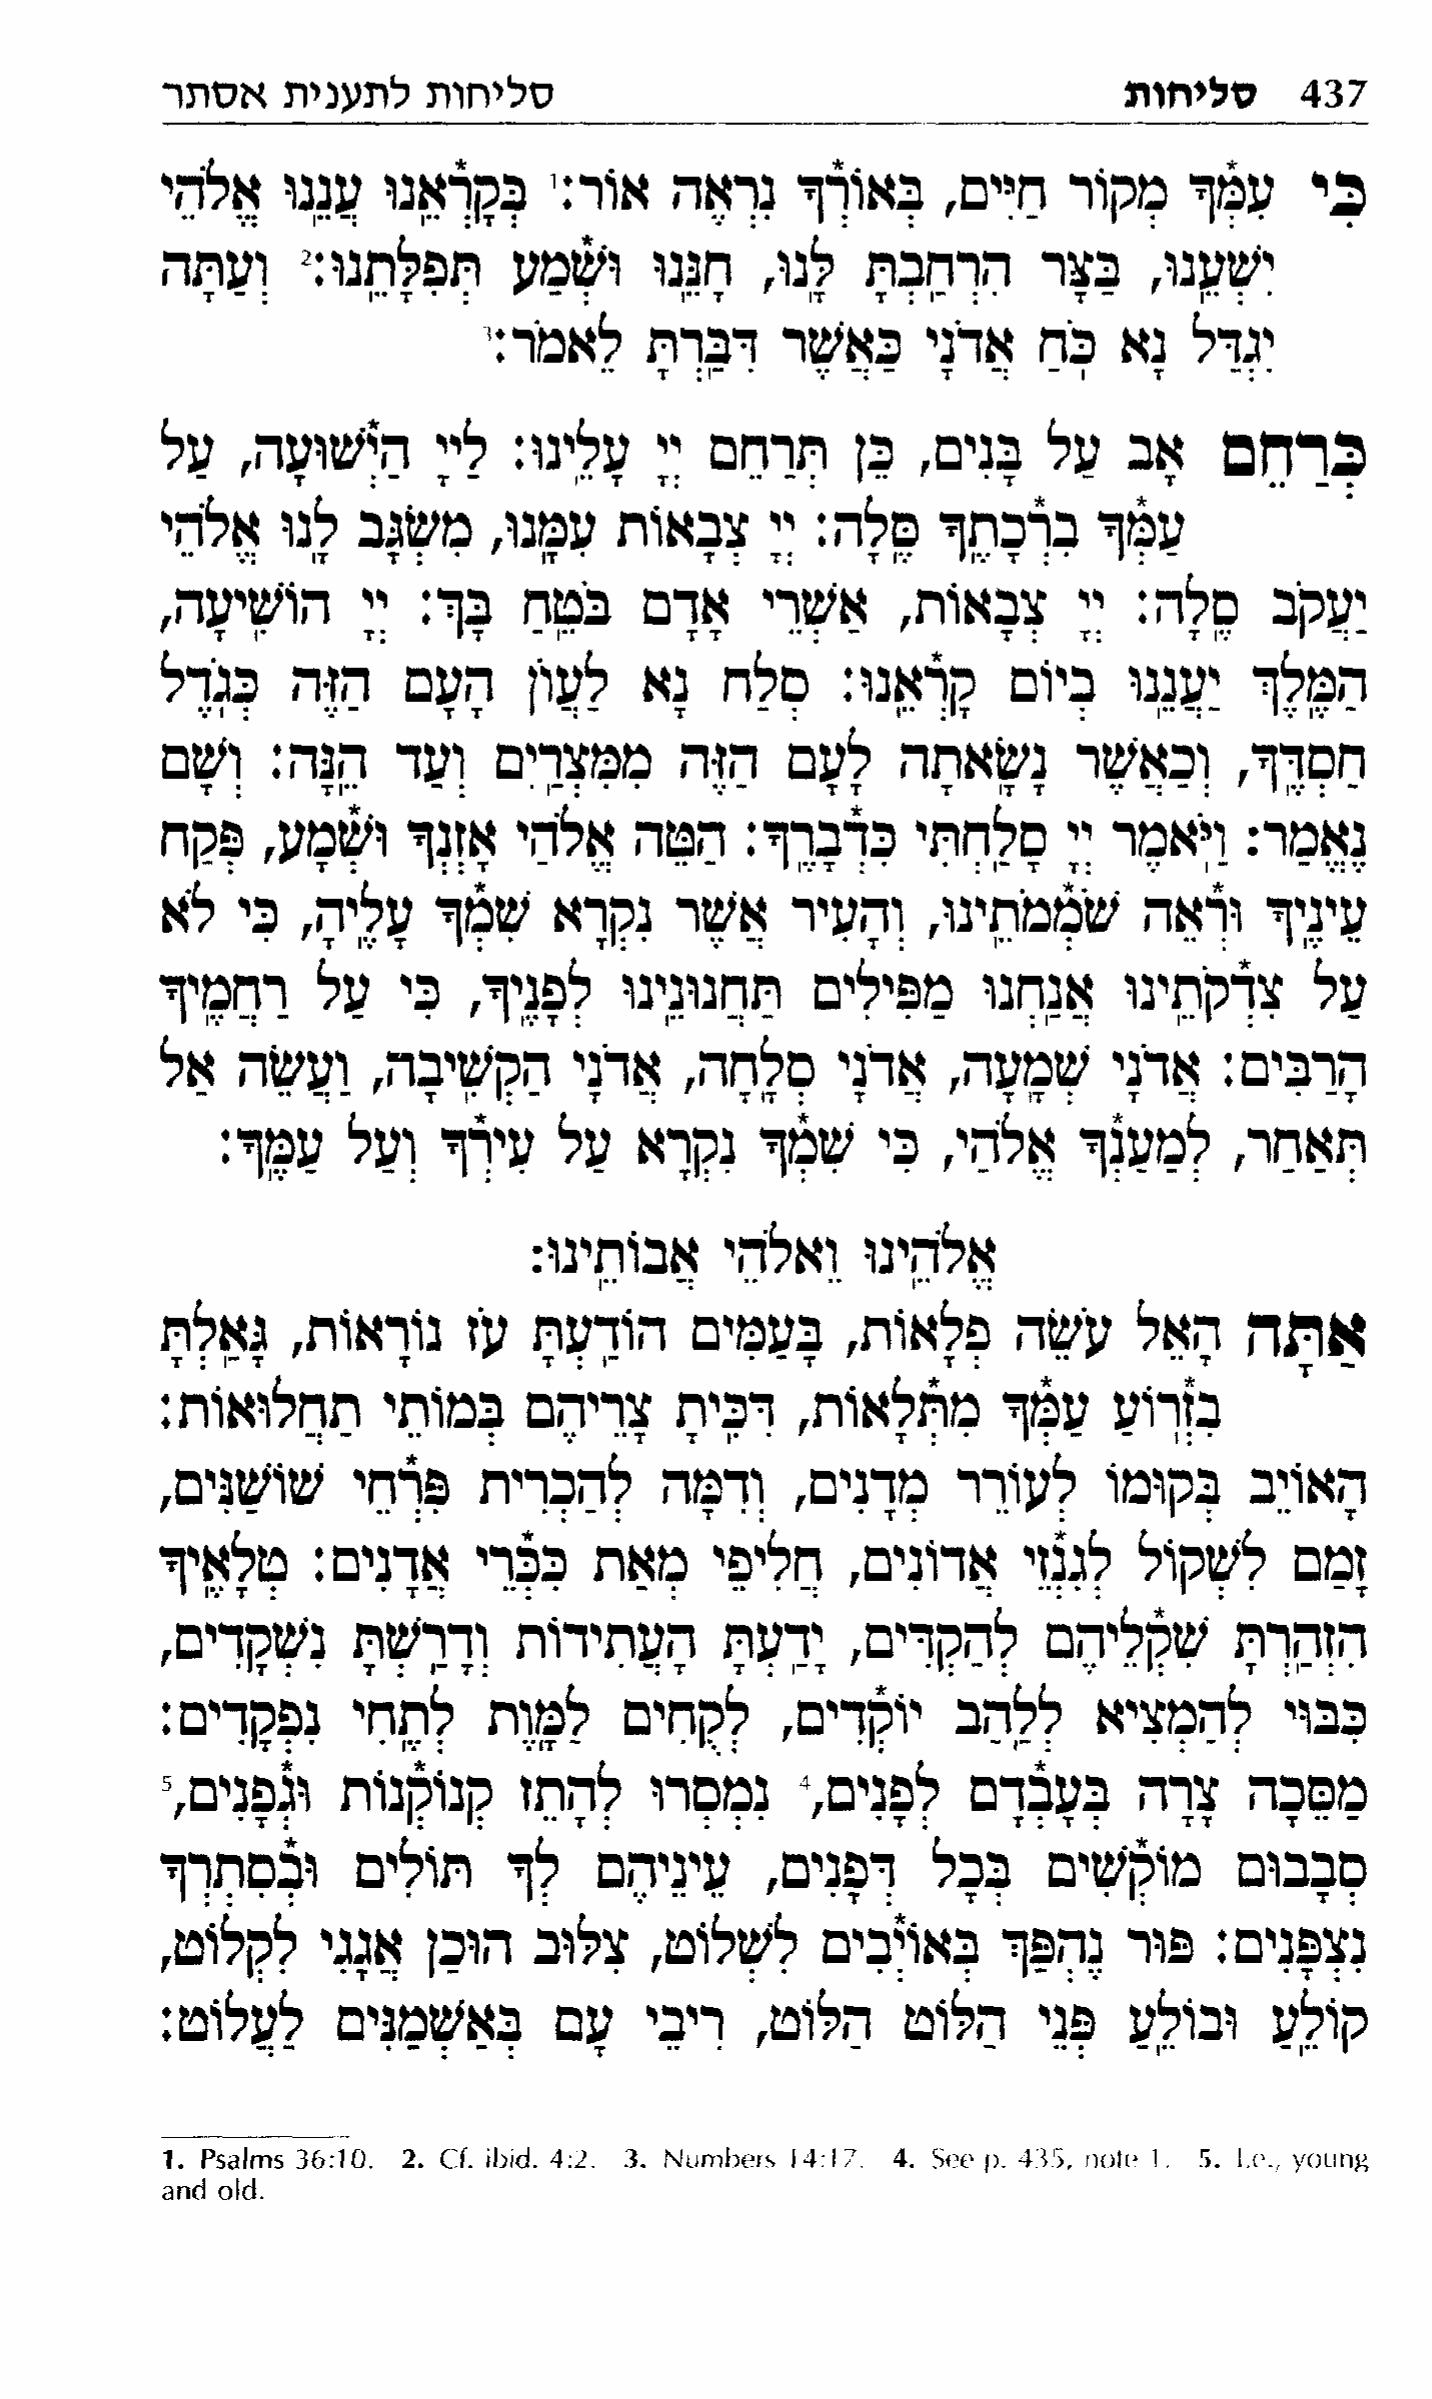 437 סליחות סליחות לתענית אסתר
כִּי עִמְּךָ מְקוֹר חַיִּים, בְּאוֹרְךָ נִרְאֶה אוֹר:1 בְּקָרְאֵנוּ עֲנֵנוּ אֱלֹהֵי
יִשְׁעֵנוּ, בַּצָּר הִרְחַבְתָּ לָּנוּ, חָנֵּנוּ וּשְׁמַע תְּפִלָּתֵנוּ:2 וְעַתָּה
יִגְדַּל נָא כֹּחַ אֲדֹנָי כַּאֲשֶׁר דִּבַּרְתָּ לֵאמֹר:3
כְּרַחֵם אָב עַל בָּנִים, כֵּן תְּרַחֵם יְיָ עָלֵינוּ: לַייָ הַיְשׁוּעָה, עַל
עַמְּךָ בִרְכָתֶךָ סֶּלָה: יְיָ צְבָאוֹת עִמָּנוּ, מִשְׂגָּב לָנוּ אֱלֹהֵי
יַעֲקֹב סֶלָה: יְיָ צְבָאוֹת, אַשְׁרֵי אָדָם בֹּטֵחַ בָּךְ: יְיָ הוֹשִׁיעָה,
הַמֶּלֶךְ יַעֲנֵנוּ בְיוֹם קָרְאֵנוּ: סְלַח נָא לַעֲוֹן הָעָם הַזֶּה כְּגֹדֶל
חַסְדֶּךָ, וְכַאֲשֶׁר נָשָׂאתָה לָעָם הַזֶּה מִמִּצְרַיִם וְעַד הֵנָּה: וְשָׁם
נֶאֱמַר: וַיֹּאמֶר יְיָ סָלַחְתִּי כִּדְבָרֶךָ: הַטֵּה אֱלֹהַי אָזְנְךָ וּשְׁמָע, פְּקַח
עֵינֶיךָ וּרְאֵה שֹׁמְמֹתֵינוּ, וְהָעִיר אֲשֶׁר נִקְרָא שִׁמְךָ עָלֶיהָ, כִּי לֹא
עַל צִדְקֹתֵינוּ אֲנַחְנוּ מַפִּילִים תַּחֲנוּנֵינוּ לְפָנֶיךָ, כִּי עַל רַחֲמֶיךָ
הָרַבִּים: אֲדֹנָי שְׁמָעָה, אֲדֹנָי סְלָחָה, אֲדֹנָי הַקְשִׁיבָה, וַעֲשֵׂה אַל
תְּאַחַר, לְמַעַנְךָ אֱלֹהַי, כִּי שִׁמְךָ נִקְרָא עַל עִירְךָ וְעַל עַמֶּךָ:
אֱלֹהֵינוּ וֵאלֹהֵי אֲבוֹתֵינוּ:
אַתָּה הָאֵל עֹשֵׂה פְלָאוֹת, בָּעַמִּים הוֹדַעְתָּ עֹז נוֹרָאוֹת, גָּאַלְתָּ
בִּזְרוֹעַ עַמְּךָ מִתְּלָאוֹת, דִּכִּיתָ צָרֵיהֶם בְּמוֹתֵי תַחֲלוּאוֹת:
הָאוֹיֵב בְּקוּמוֹ לְעוֹרֵר מְדָנִים, וְדִמָּה לְהַכְרִית פִּרְחֵי שׁוֹשַׁנִּים,
זָמַם לִשְׁקוֹל לְגִנְזֵי אֲדוֹנִים, חֲלִיפֵי מְאַת כִּכְּרֵי אֲדָנִים: טְלָאֶיךָ
הִזְהַרְתָּ שִׁקְלֵיהֶם לְהַקְדִּים, יָדַעְתָּ הָעֲתִידוֹת וְדָרַשְׁתָּ נִשְׁקָדִים,
כִּבּוּי לְהַמְצִיא לְלַהַב יוֹקְדִים, לְקֻחִים לַמָּוֶת לְתֶחִי נִפְקָדִים:
מַסֵּכָה צָרָה בְּעָבְדָם לְפָנִים,4 נִמְסְרוּ לְהָתֵז קְנוֹקְנוֹת וּגְפָנִים,5
סְבָבוּם מוֹקְשִׁים בְּכָל דְּפָנִים, עֵינֵיהֶם לְךָ תּוֹלִים וּבְסִתְרְךָ
נִצְפָּנִים: פּוּר נֶהְפַּךְ בְּאוֹיְבִים לִשְׁלוֹט, צְלוּב הוּכַן אֲגָגִי לִקְלוֹט,
קוֹלֵעַ וּבוֹלֵעַ פְּנֵי הַלּוֹט הַלּוֹט, רִיבֵי עָם בְּאַשְׁמַנִּים לַעֲלוֹט:
1. Psalms 36:10. 2. Cf. ibid. 4:2. 3. Numbers 14:17. 4. See p. 435, note 1. 5. I.e., young
and old.